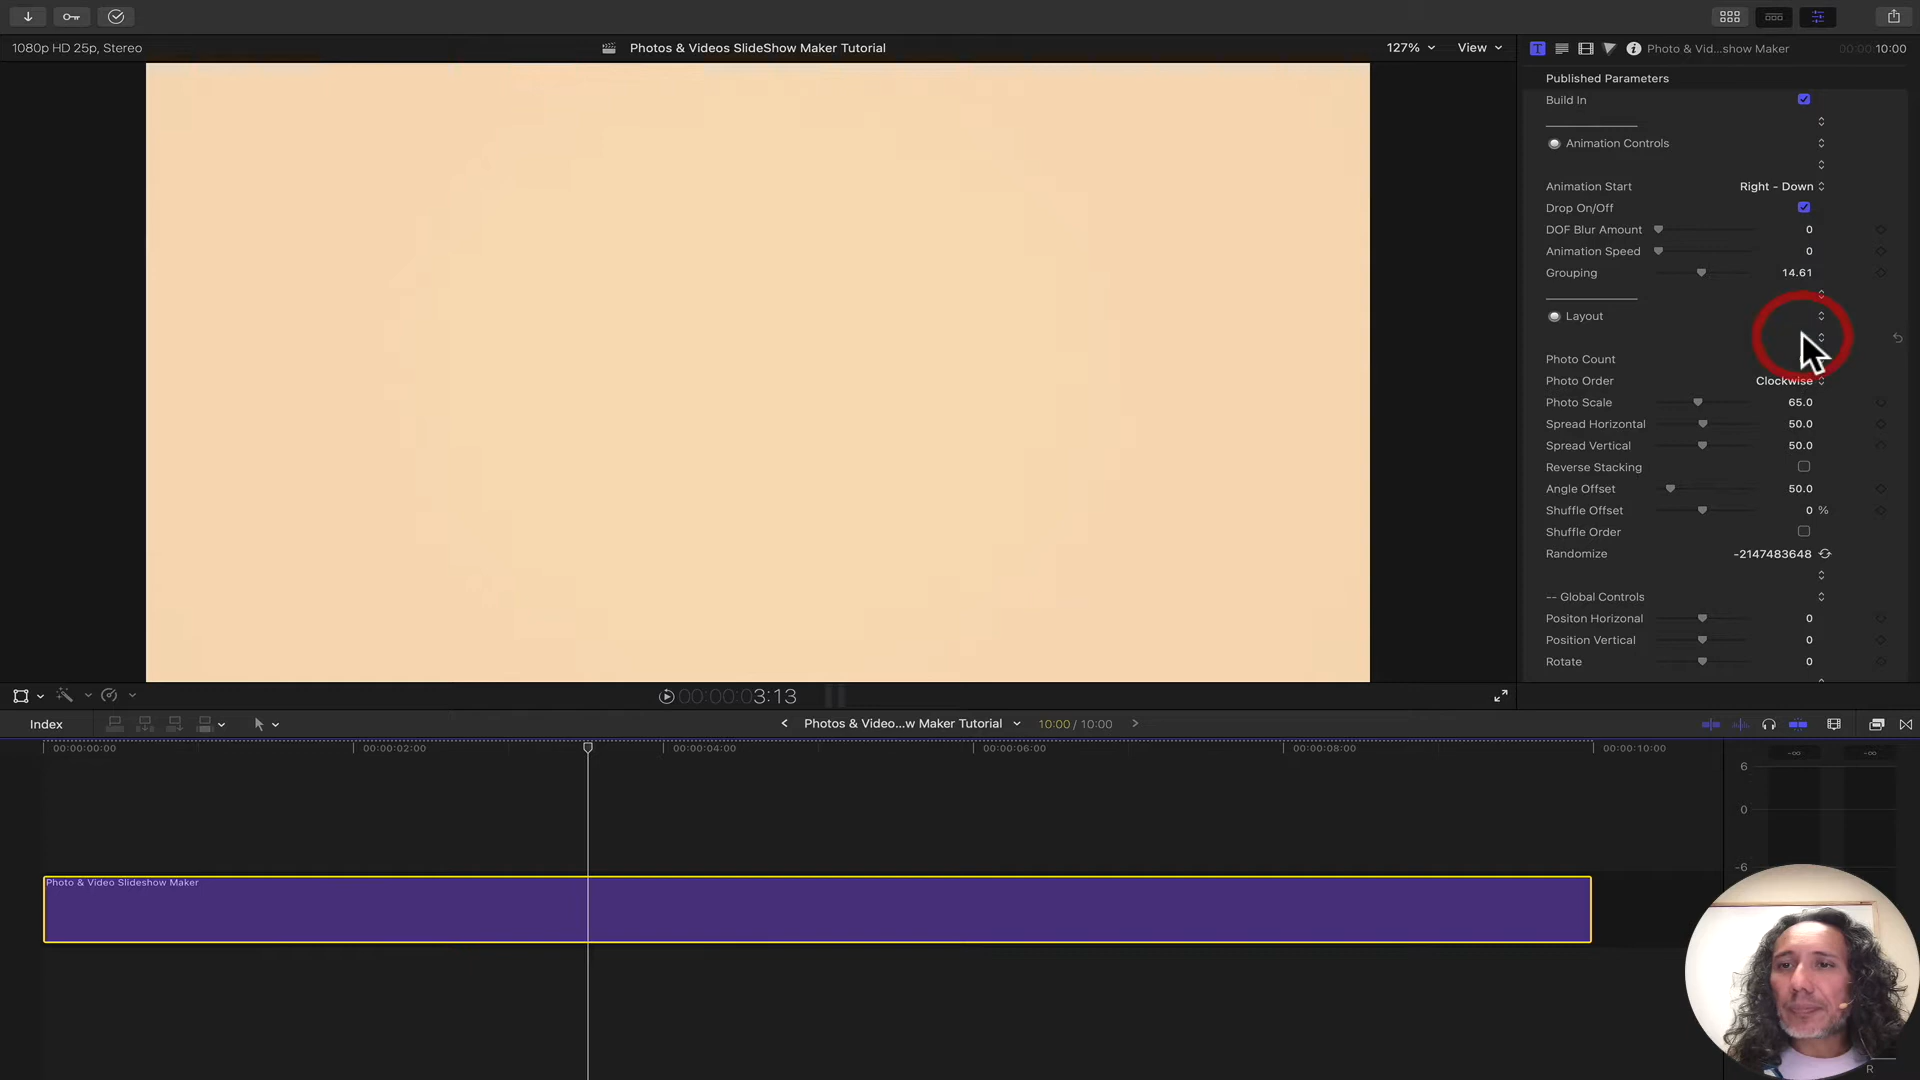 1080p HD 25p, Stereo
Photos & Videos SlideShow Maker Tutorial
127%
View
Photo & Vid...show Maker
00:00:10:00
Published Parameters
Build In
Animation Controls
Animation Start Right - Down
Drop On/Off
DOF Blur Amount 0
Animation Speed 0
Grouping 14.61
Layout
Photo Count
Photo Order Clockwise
Photo Scale 65.0
Spread Horizontal 50.0
Spread Vertical 50.0
Reverse Stacking
Angle Offset 50.0
Shuffle Offset 0 %
Shuffle Order
Randomize -2147483648
-- Global Controls
Positon Horizonal 0
Position Vertical 0
Rotate 0
00:00:03:13
Index
Photos & Video...w Maker Tutorial
10:00 / 10:00
00:00:00:00
00:00:02:00
00:00:04:00
00:00:06:00
00:00:08:00
00:00:10:00
-∞ -∞
6
0
-6
Photo & Video Slideshow Maker
R